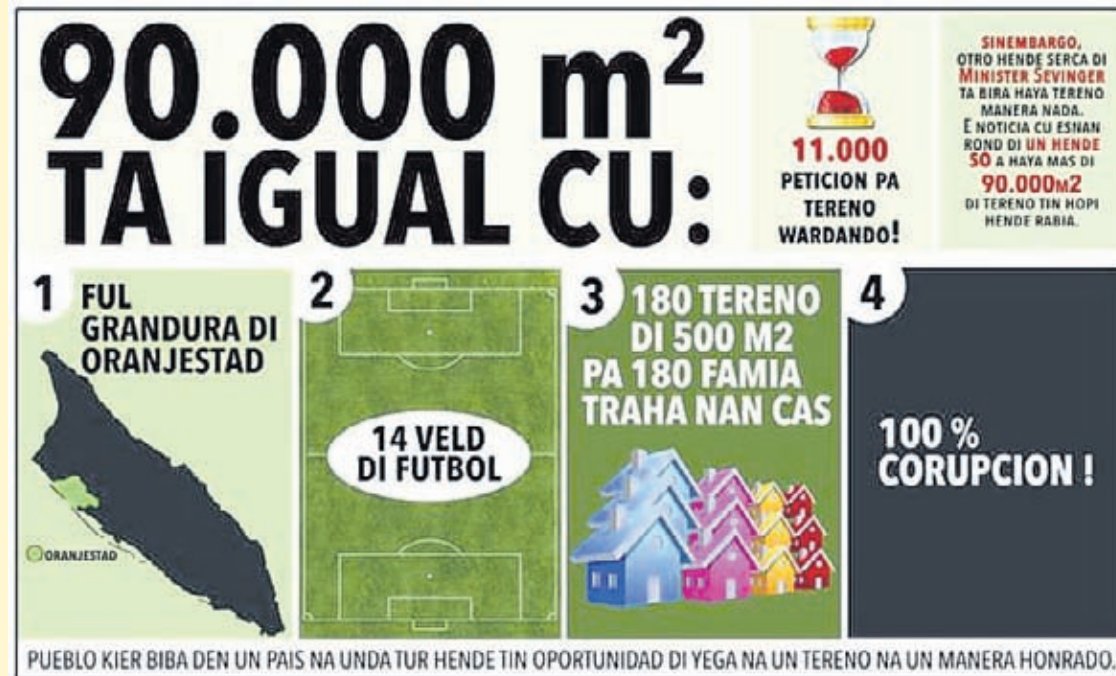 90.000 m²
TA IGUAL CU:
11.000
PETICION PA
TERENO
WARDANDO!
SINEMBARGO,
OTRO HENDE SERCA DI
MINISTER SEVINGER
TA BIRA HAYA TERENO
MANERA NADA.
E NOTICIA CU ESNAN
ROND DI UN HENDE
SO A HAYA MAS DI
90.000M2
DI TERENO TIN HOPI
HENDE RABIA.
1 FUL
GRANDURA DI
ORANJESTAD
ORANJESTAD
2
14 VELD
DI FUTBOL
3 180 TERENO
DI 500 M2
PA 180 FAMIA
TRAHA NAN CAS
4
100 %
CORUPCION !
PUEBLO KIER BIBA DEN UN PAIS NA UNDA TUR HENDE TIN OPORTUNIDAD DI YEGA NA UN TERENO NA UN MANERA HONRADO.